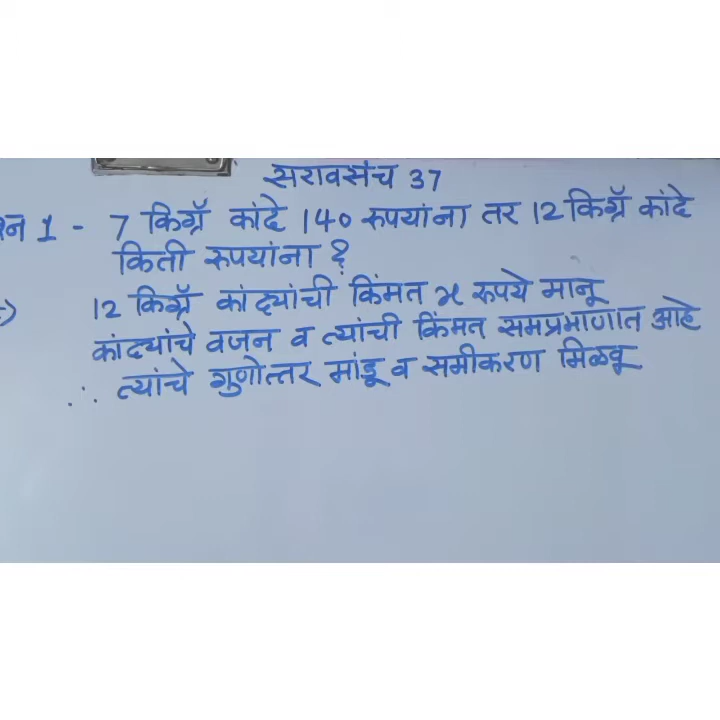 सरावसंच 37
न 1 - 7 किग्रॅ कांदे 140 रुपयांना तर 12 किग्रॅ कांदे
किती रुपयांना ?
→) 12 किग्रॅ कांद्यांची किंमत x रुपये मानू
कांद्यांचे वजन व त्यांची किंमत समप्रमाणात आहे
∴ त्यांचे गुणोत्तर मांडू व समीकरण मिळवू